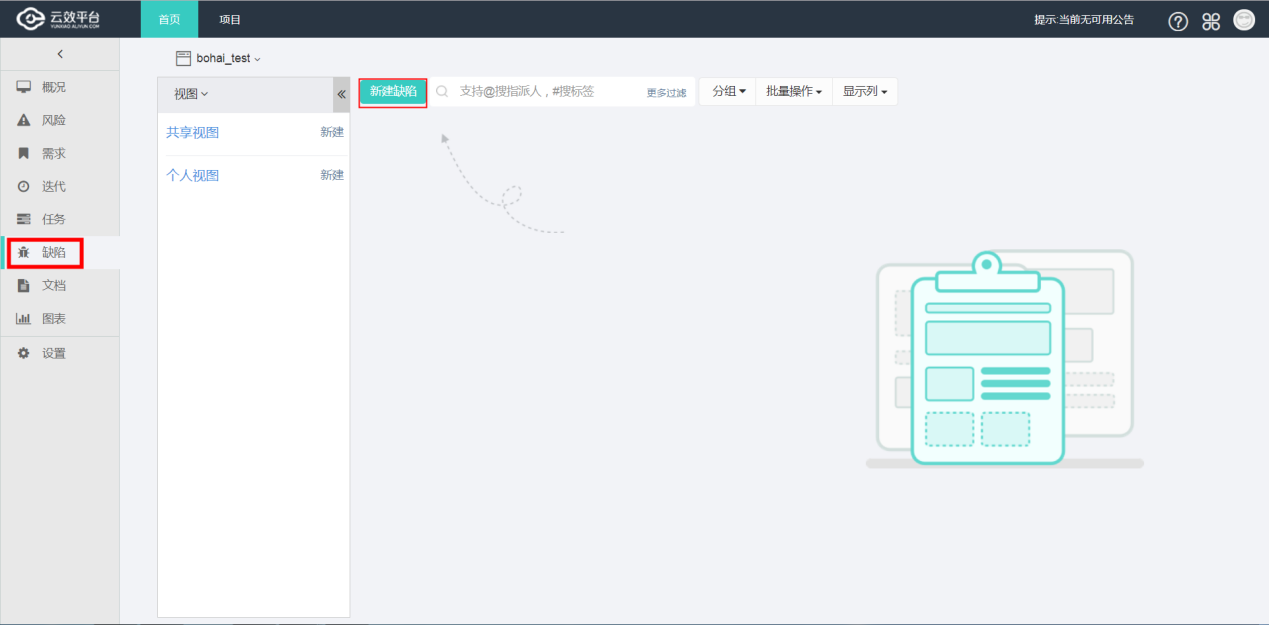 云效平台
YUNXIAO.ALIYUN.COM
首页
项目
提示:当前无可用公告
bohai_test
概况
风险
需求
迭代
任务
缺陷
文档
图表
设置
视图
共享视图 新建
个人视图 新建
新建缺陷
支持@搜指派人，#搜标签
更多过滤
分组
批量操作
显示列